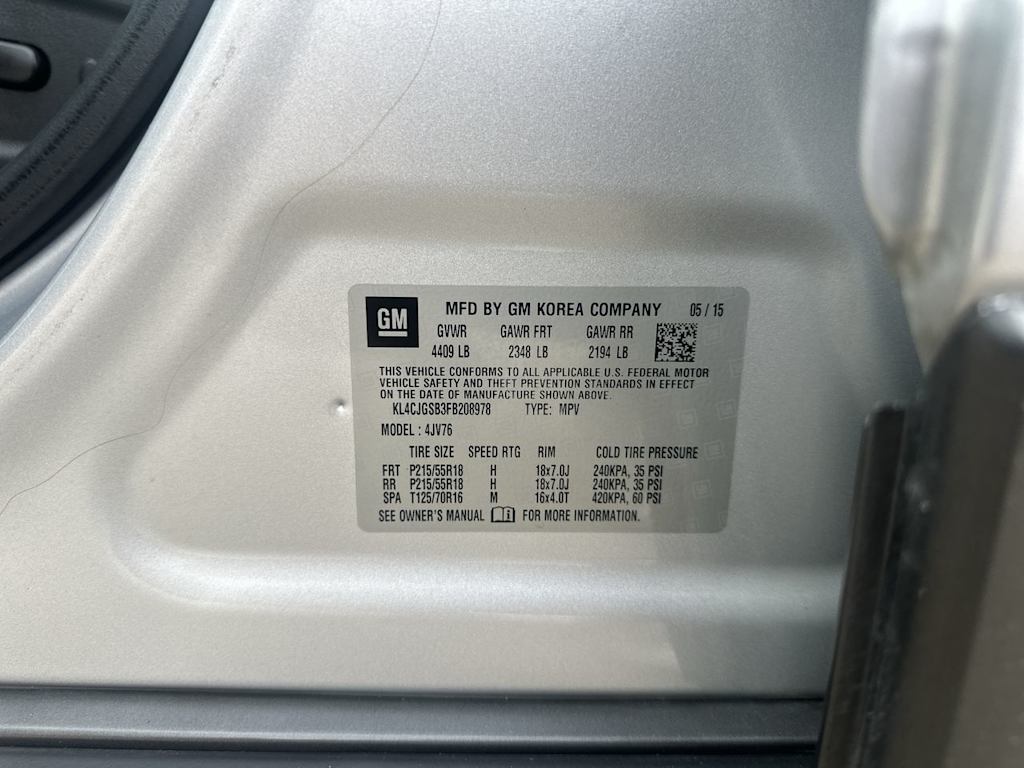 GM
MFD BY GM KOREA COMPANY 05 / 15
GVWR GAWR FRT GAWR RR
4409 LB 2348 LB 2194 LB
THIS VEHICLE CONFORMS TO ALL APPLICABLE U.S. FEDERAL MOTOR
VEHICLE SAFETY AND THEFT PREVENTION STANDARDS IN EFFECT
ON THE DATE OF MANUFACTURE SHOWN ABOVE.
KL4CJGSB3FB208978 TYPE: MPV
MODEL : 4JV76
TIRE SIZE SPEED RTG RIM COLD TIRE PRESSURE
FRT P215/55R18 H 18x7.0J 240KPA, 35 PSI
RR P215/55R18 H 18x7.0J 240KPA, 35 PSI
SPA T125/70R16 M 16x4.0T 420KPA, 60 PSI
SEE OWNER'S MANUAL i FOR MORE INFORMATION.